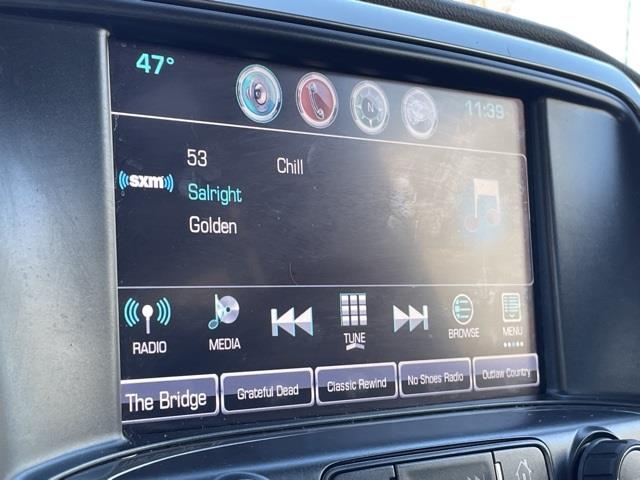 47°
N
11:39
53 Chill
((sxm))
Salright
Golden
RADIO MEDIA TUNE BROWSE MENU
The Bridge Grateful Dead Classic Rewind No Shoes Radio Outlaw Country